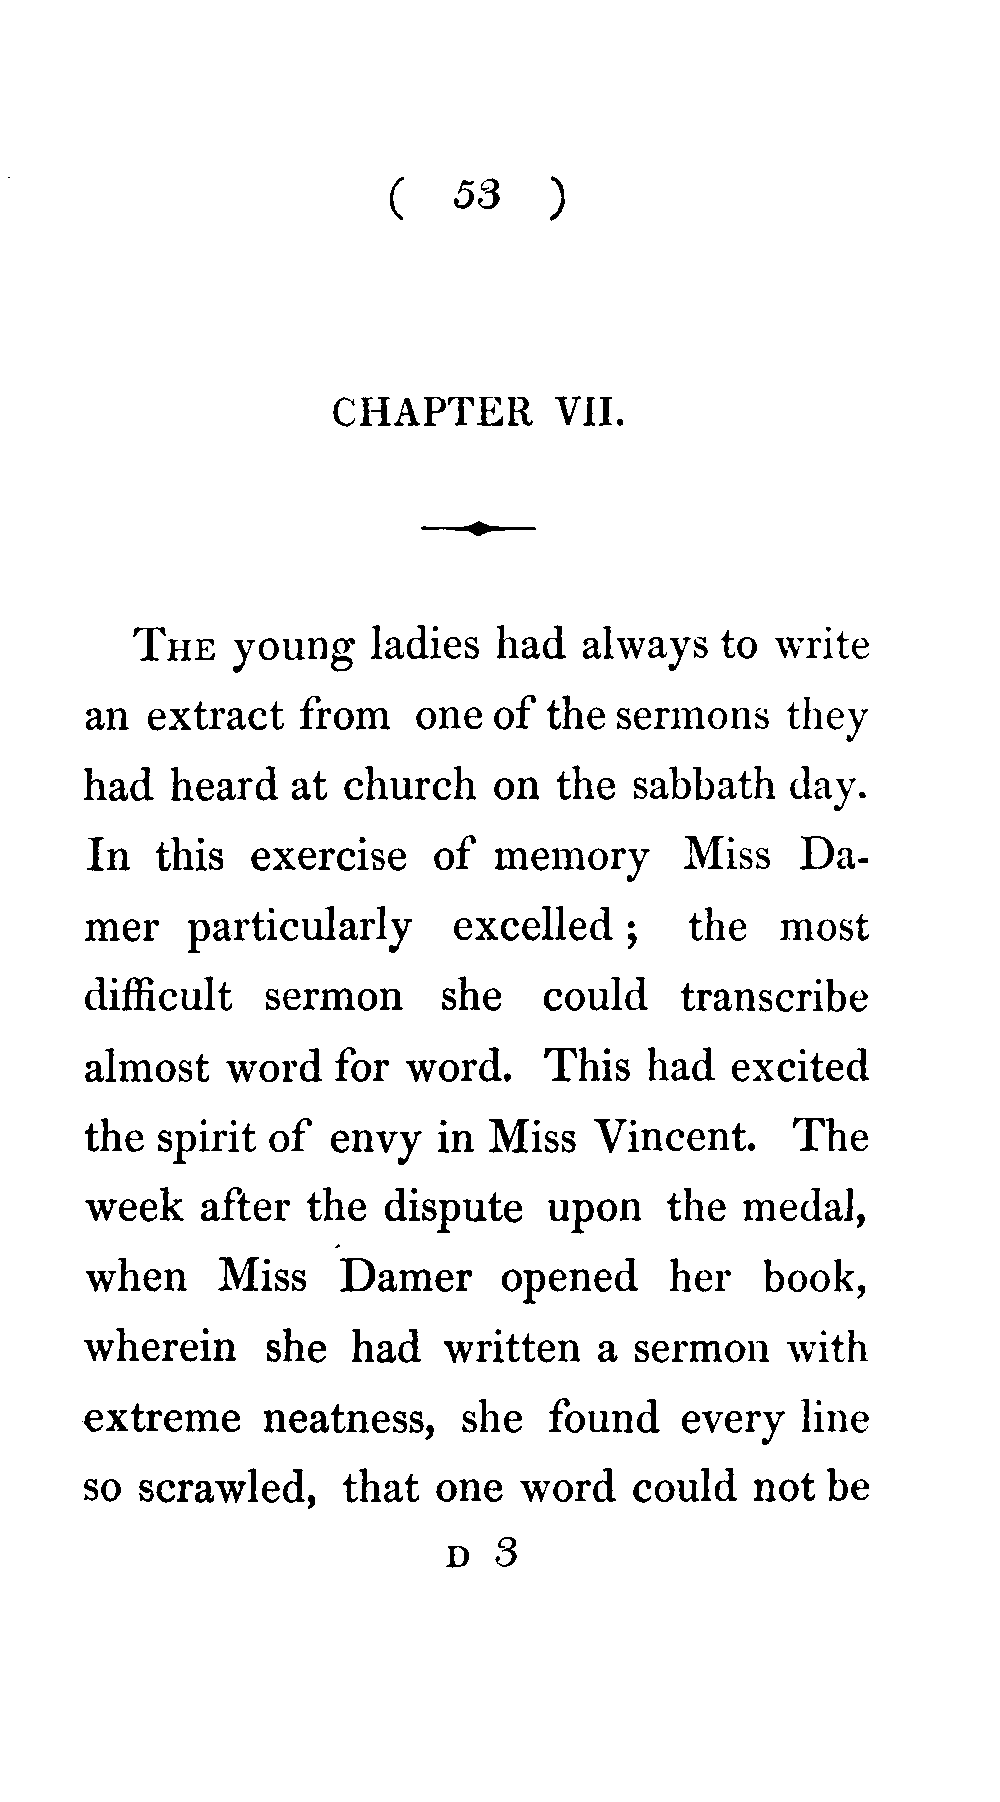 ( 53 )
CHAPTER VII.
THE young ladies had always to write
an extract from one of the sermons they
had heard at church on the sabbath day.
In this exercise of memory Miss Da-
mer particularly excelled ; the most
difficult sermon she could transcribe
almost word for word. This had excited
the spirit of envy in Miss Vincent. The
week after the dispute upon the medal,
when Miss Damer opened her book,
wherein she had written a sermon with
extreme neatness, she found every line
so scrawled, that one word could not be
D 3